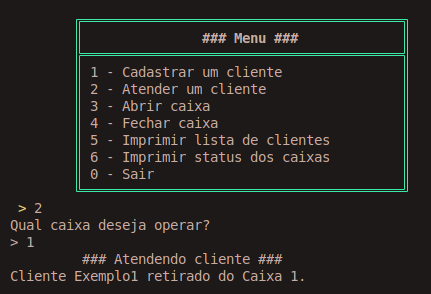 ### Menu ###
1 - Cadastrar um cliente
2 - Atender um cliente
3 - Abrir caixa
4 - Fechar caixa
5 - Imprimir lista de clientes
6 - Imprimir status dos caixas
0 - Sair
> 2
Qual caixa deseja operar?
> 1
### Atendendo cliente ###
Cliente Exemplo1 retirado do Caixa 1.